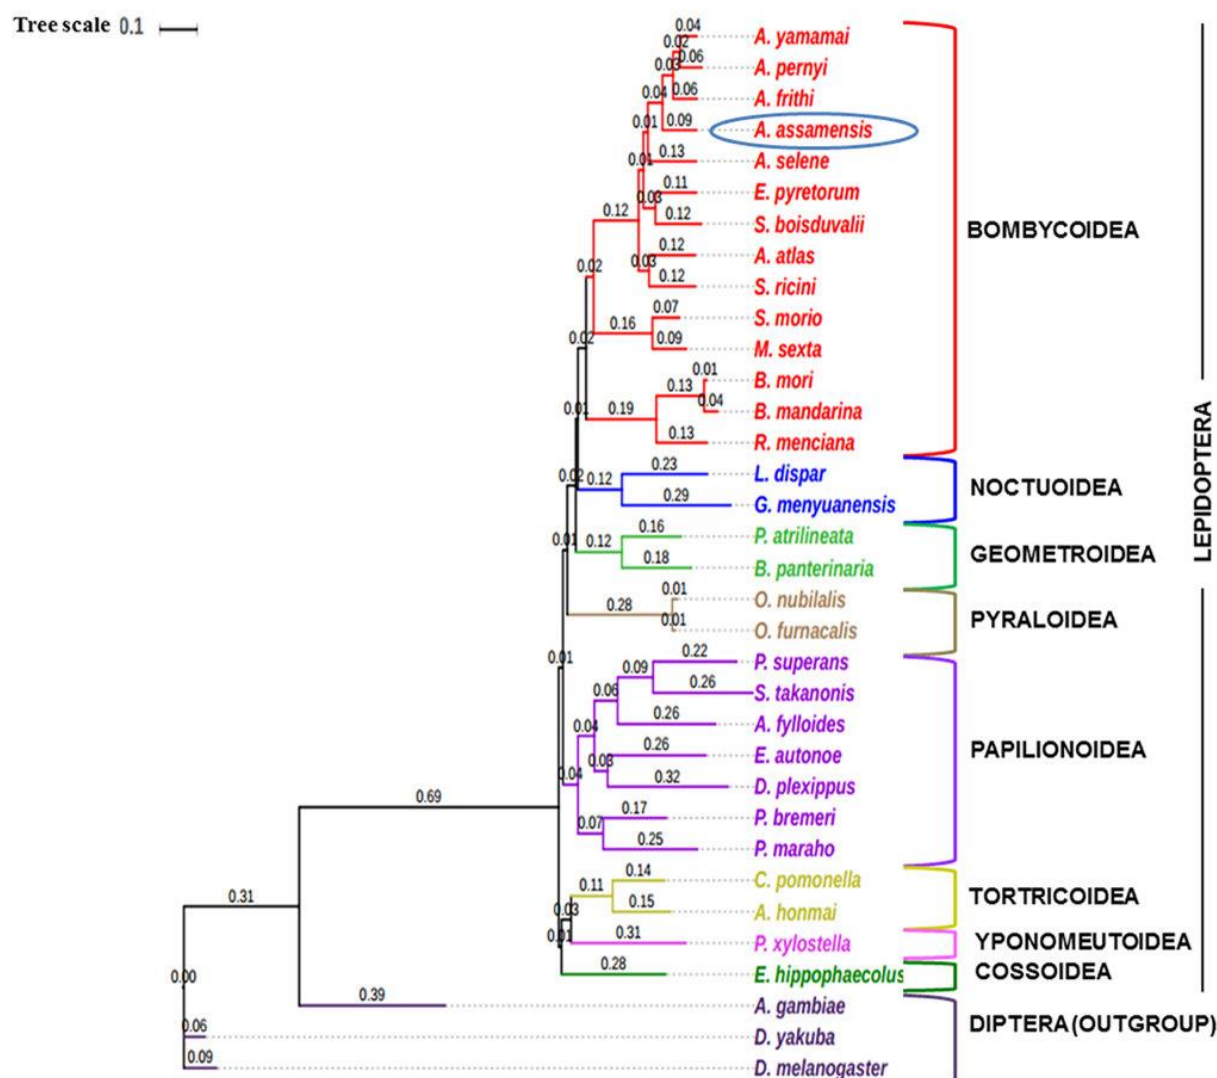 Tree scale 0.1
0.04
A. yamamai
0.02
0.06
A. pernyi
0.03
0.06
A. frithi
0.04
0.09
A. assamensis
0.01
0.13
A. selene
0.01
0.11
E. pyretorum
0.03
0.12
S. boisduvalii
0.12
0.12
A. atlas
0.03
0.12
S. ricini
0.02
0.07
S. morio
0.16
0.09
M. sexta
0.02
0.01
B. mori
0.13
0.04
B. mandarina
0.19
0.13
R. menciana
BOMBYCOIDEA
0.01
0.23
L. dispar
0.02
0.12
0.29
G. menyuanensis
NOCTUOIDEA
0.16
P. atrilineata
0.01
0.12
0.18
B. panterinaria
GEOMETROIDEA
0.01
O. nubilalis
0.28
0.01
O. furnacalis
PYRALOIDEA
LEPIDOPTERA
0.01
0.22
P. superans
0.09
0.26
S. takanonis
0.06
0.26
A. fylloides
0.04
0.26
E. autonoe
0.03
0.32
D. plexippus
0.04
0.17
P. bremeri
0.07
0.25
P. maraho
PAPILIONOIDEA
0.69
0.14
C. pomonella
0.11
0.15
A. honmai
TORTRICOIDEA
0.03
0.01
0.31
P. xylostella
YPONOMEUTOIDEA
0.28
E. hippophaecolus
COSSOIDEA
0.31
0.39
A. gambiae
0.00
0.06
D. yakuba
DIPTERA (OUTGROUP)
0.09
D. melanogaster